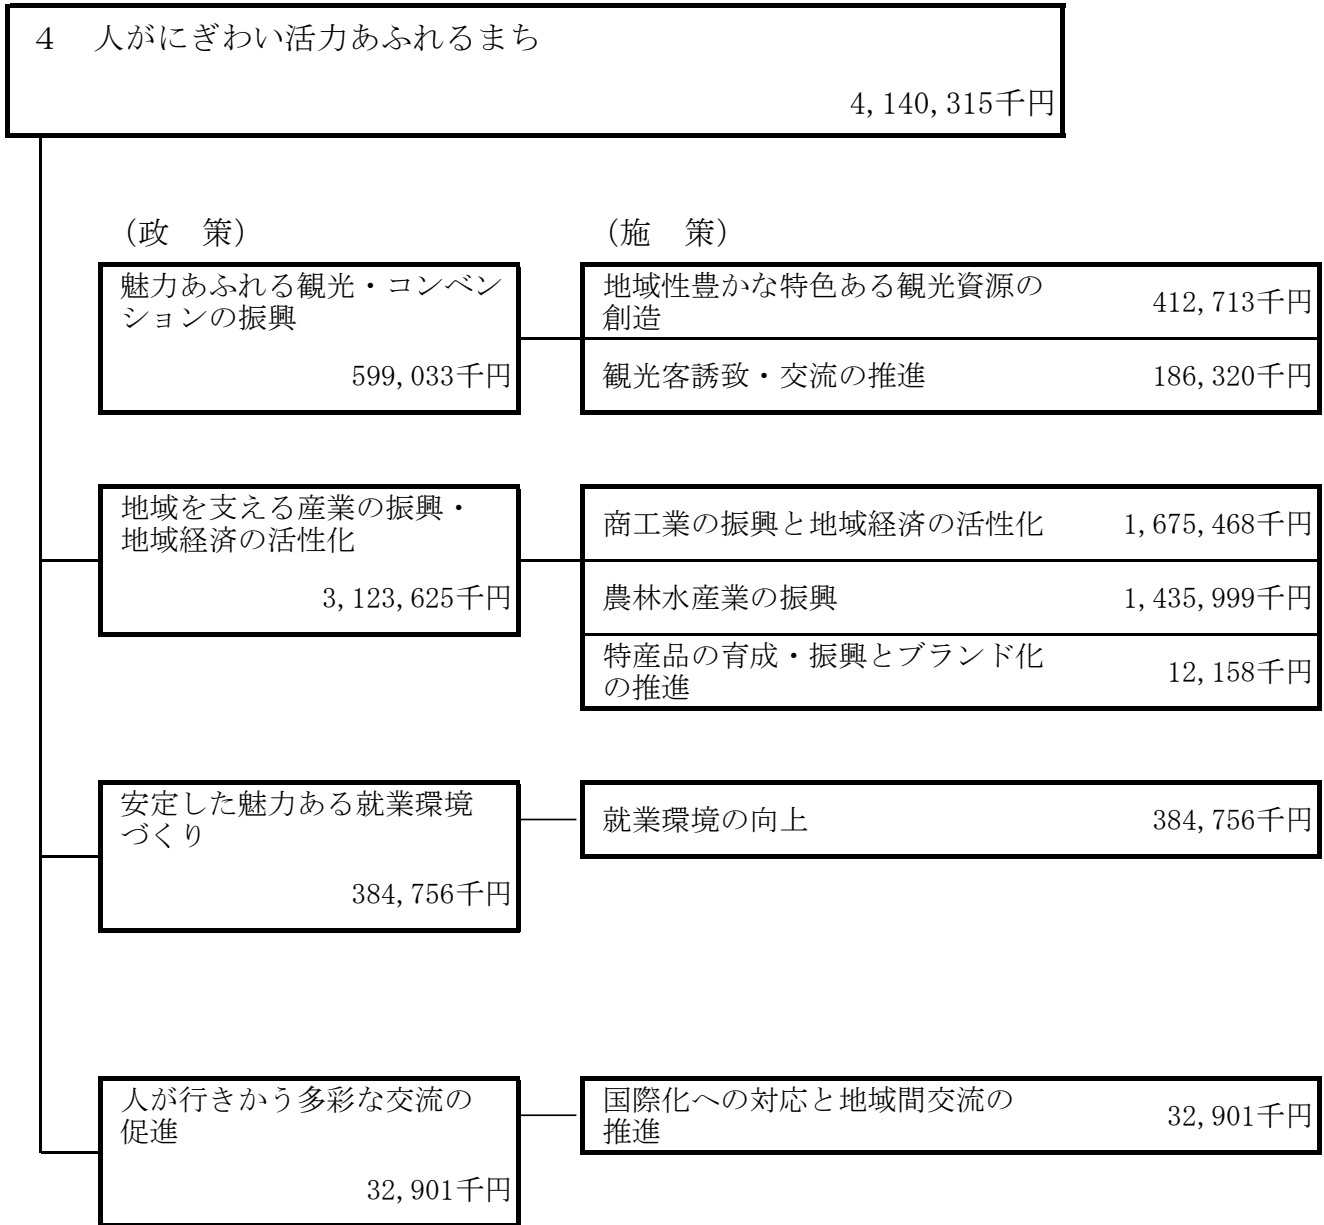 ４　人がにぎわい活力あふれるまち
4,140,315千円
（政　策）
（施　策）
魅力あふれる観光・コンベン
ションの振興
599,033千円
地域性豊かな特色ある観光資源の
創造
412,713千円
観光客誘致・交流の推進
186,320千円
地域を支える産業の振興・
地域経済の活性化
3,123,625千円
商工業の振興と地域経済の活性化
1,675,468千円
農林水産業の振興
1,435,999千円
特産品の育成・振興とブランド化
の推進
12,158千円
安定した魅力ある就業環境
づくり
384,756千円
就業環境の向上
384,756千円
人が行きかう多彩な交流の
促進
32,901千円
国際化への対応と地域間交流の
推進
32,901千円